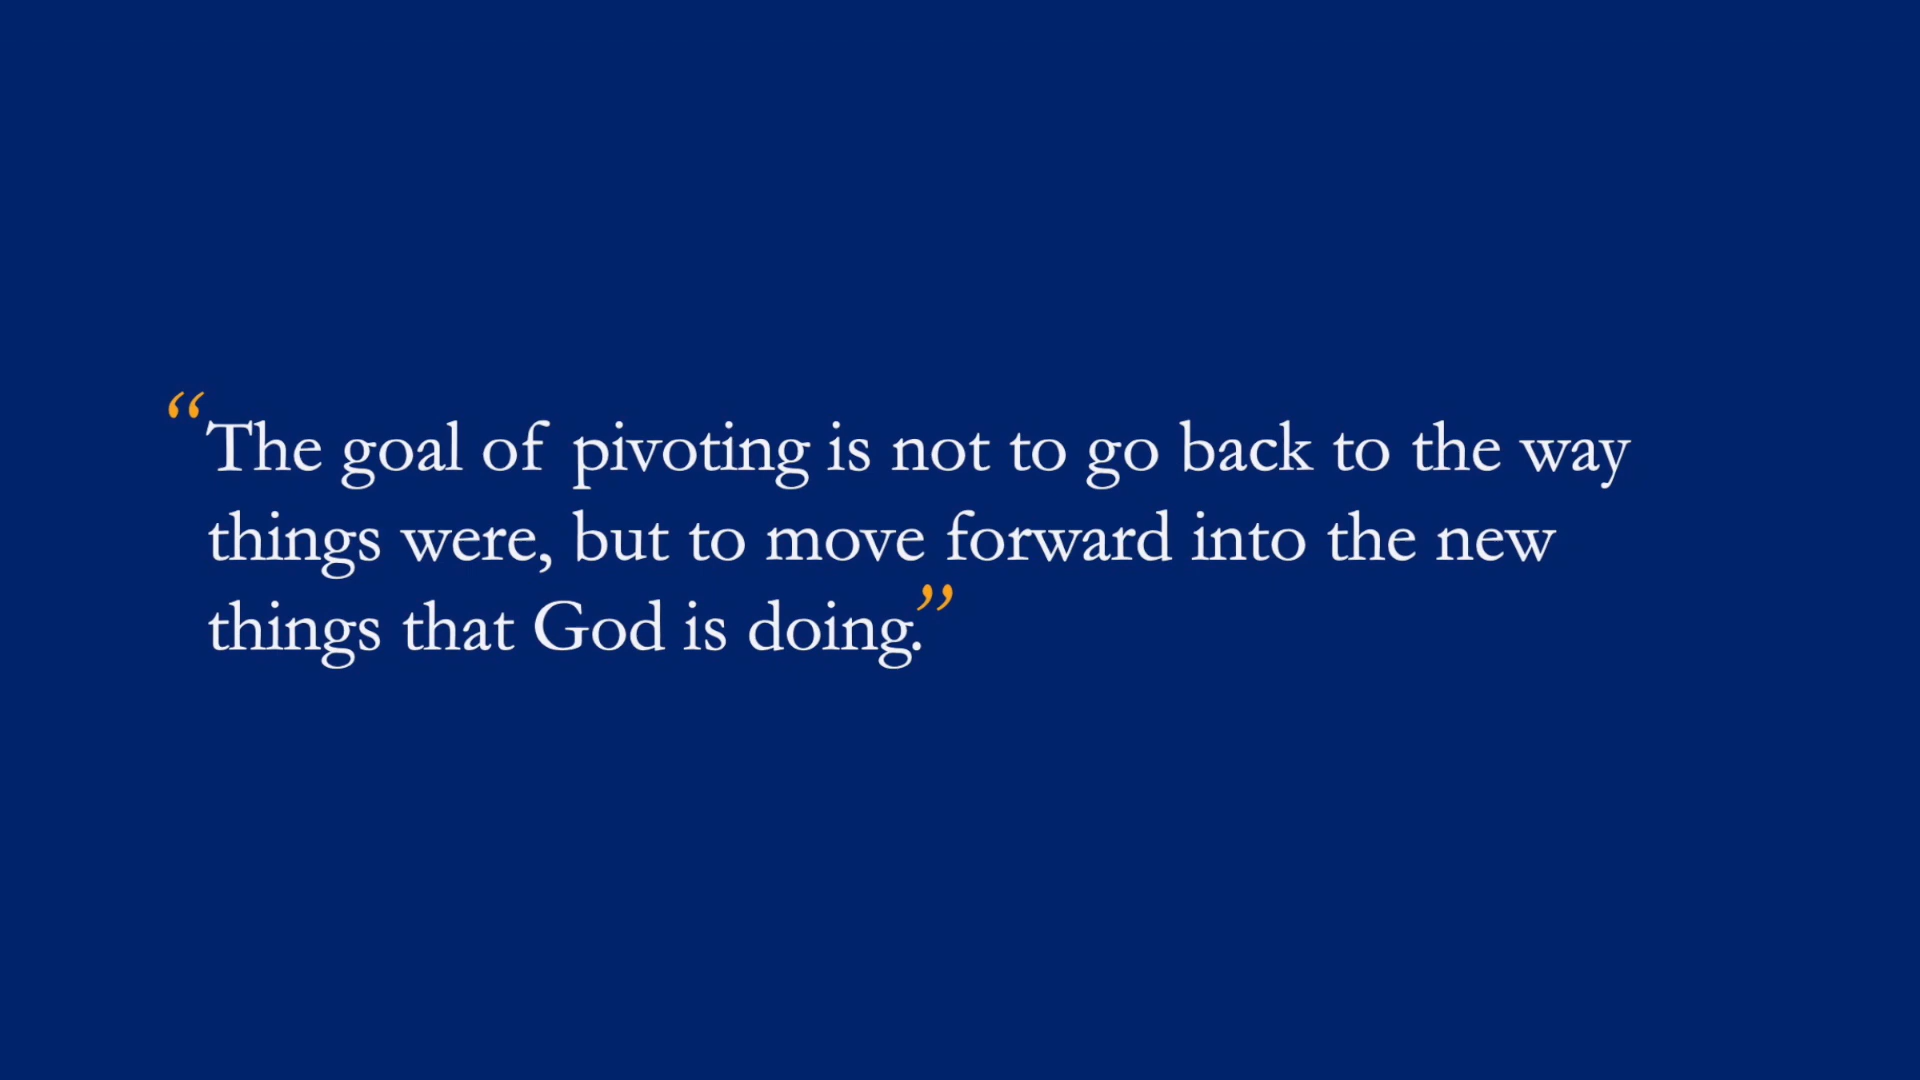 “The goal of pivoting is not to go back to the way
things were, but to move forward into the new
things that God is doing.”